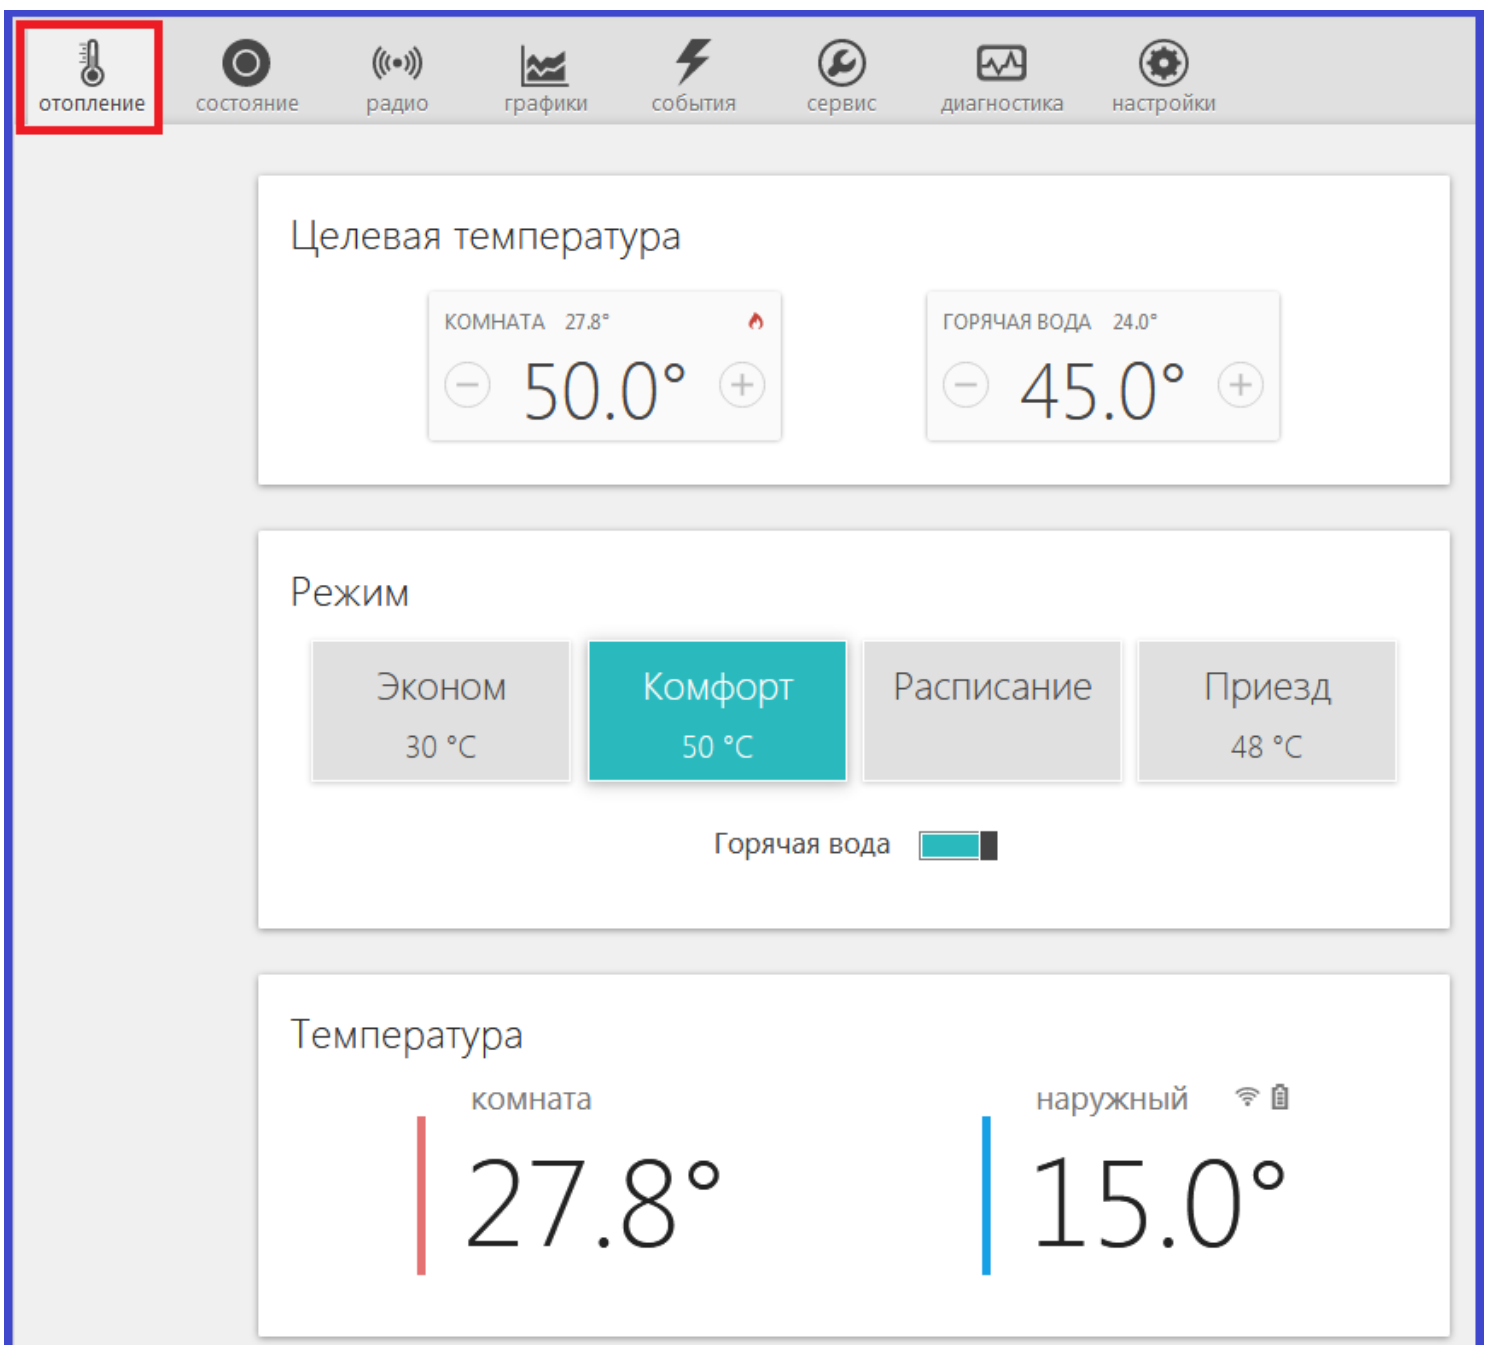 отопление состояние радио графики события сервис диагностика настройки
Целевая температура
КОМНАТА 27.8° ГОРЯЧАЯ ВОДА 24.0°
50.0° 45.0°
Режим
Эконом Комфорт Расписание Приезд
30 °C 50 °C 48 °C
Горячая вода
Температура
комната наружный
27.8° 15.0°